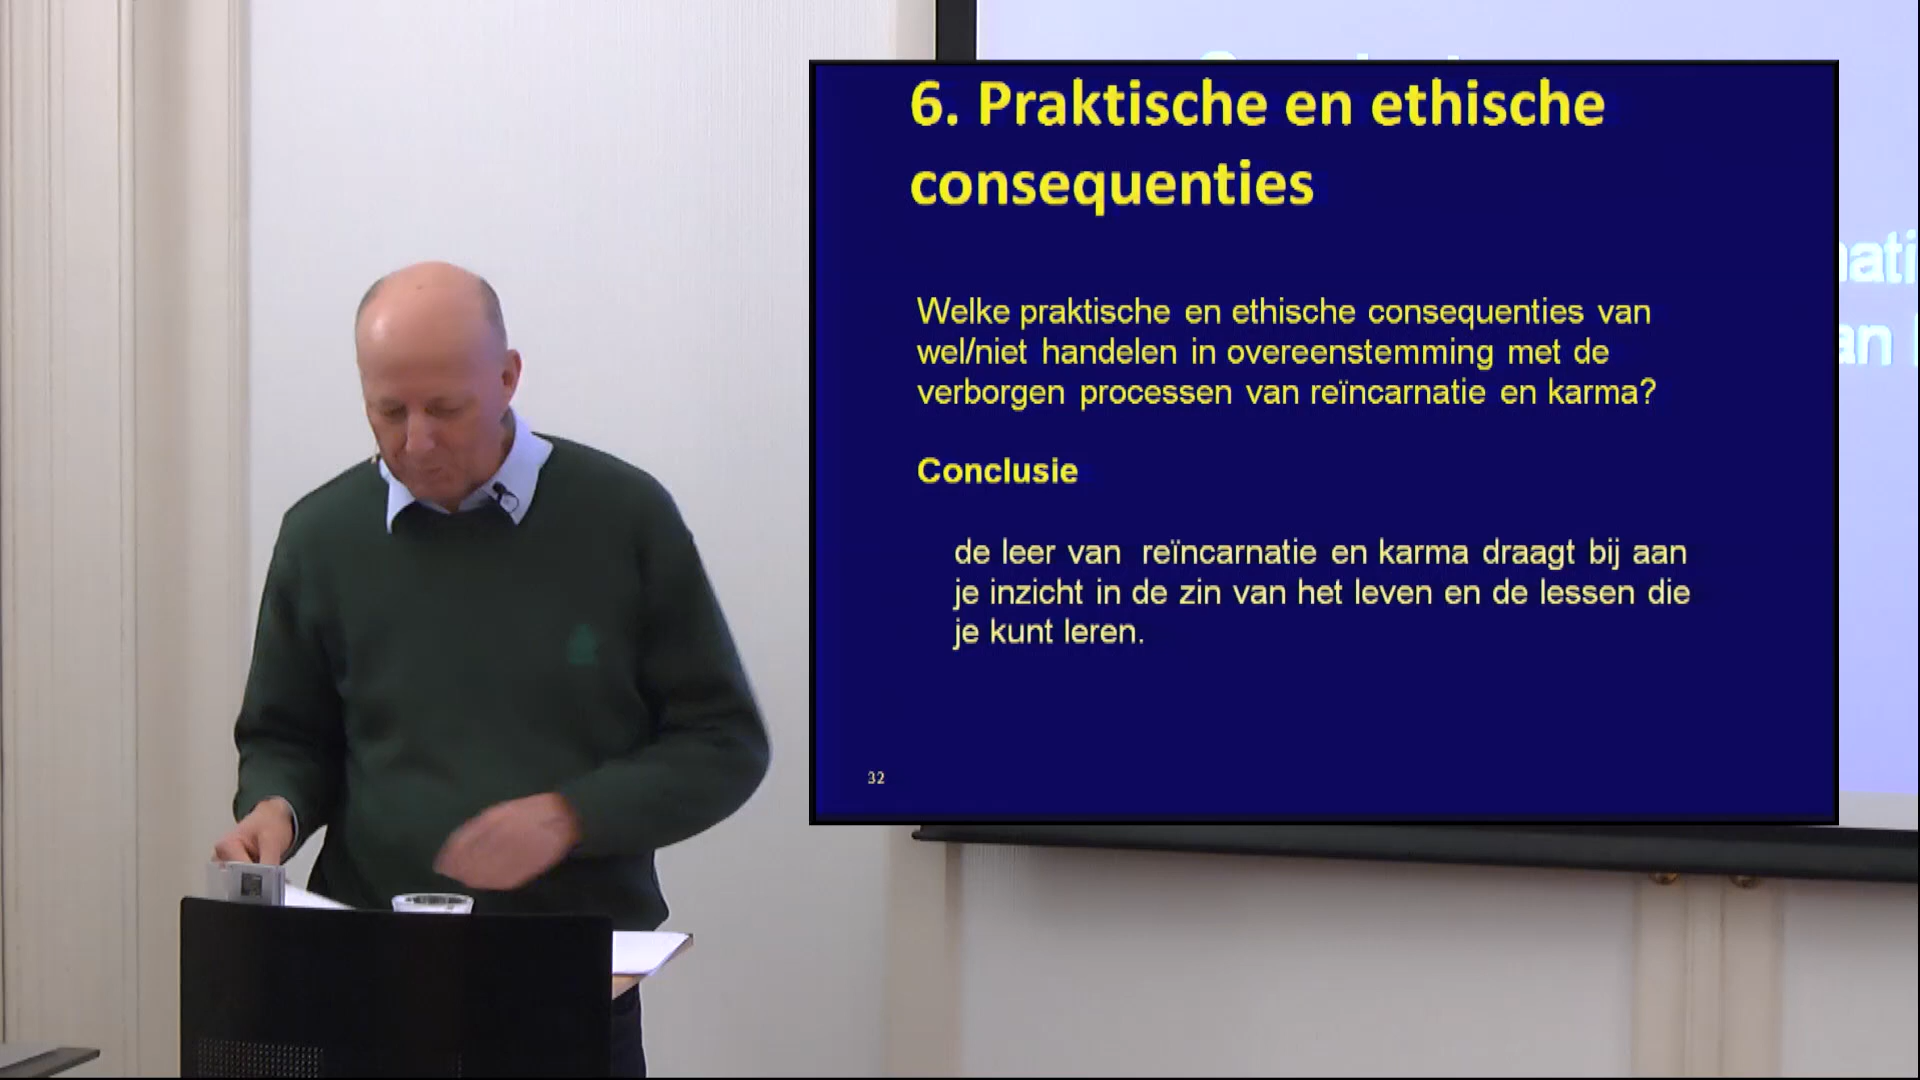 6. Praktische en ethische
consequenties
Welke praktische en ethische consequenties van
wel/niet handelen in overeenstemming met de
verborgen processen van reïncarnatie en karma?
Conclusie
de leer van reïncarnatie en karma draagt bij aan
je inzicht in de zin van het leven en de lessen die
je kunt leren.
32